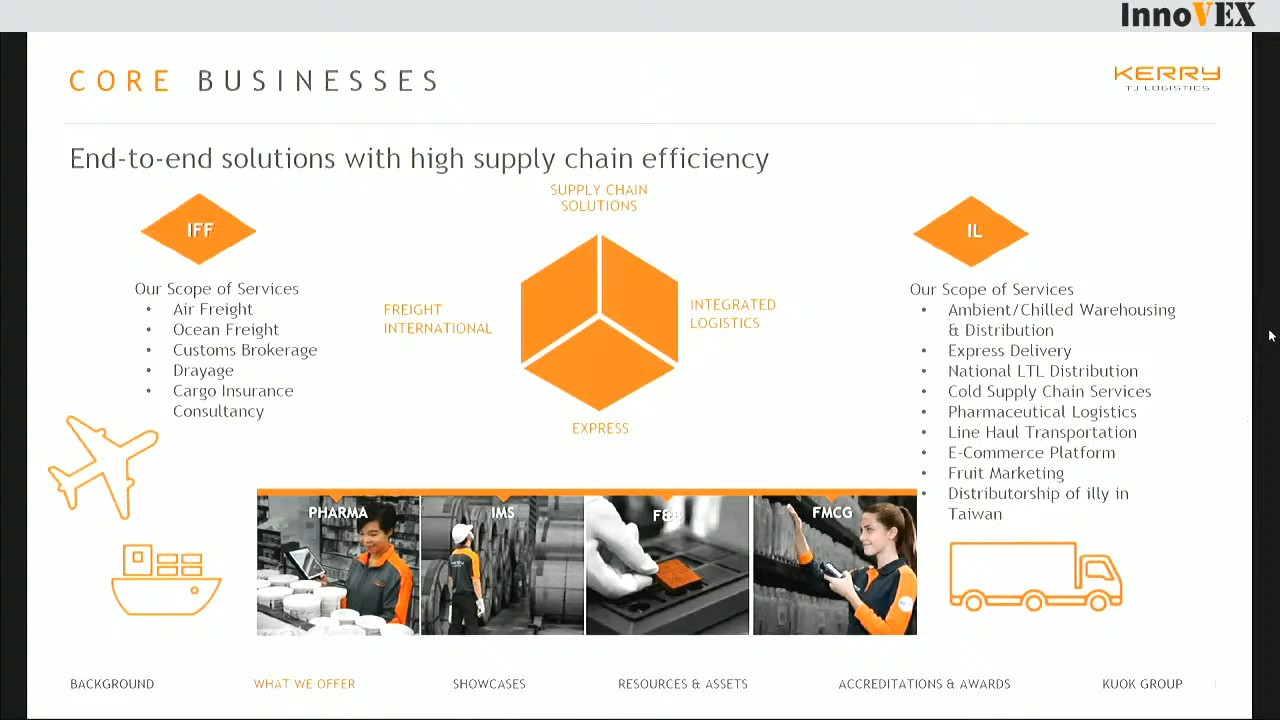 InnoVEX
CORE BUSINESSES
KERRY
TJ LOGISTICS
End-to-end solutions with high supply chain efficiency
SUPPLY CHAIN
SOLUTIONS
IFF
Our Scope of Services
• Air Freight
• Ocean Freight
• Customs Brokerage
• Drayage
• Cargo Insurance
Consultancy
FREIGHT
INTERNATIONAL
INTEGRATED
LOGISTICS
EXPRESS
IL
Our Scope of Services
• Ambient/Chilled Warehousing
& Distribution
• Express Delivery
• National LTL Distribution
• Cold Supply Chain Services
• Pharmaceutical Logistics
• Line Haul Transportation
• E-Commerce Platform
• Fruit Marketing
• Distributorship of illy in
Taiwan
PHARMA
IMS
F&B
FMCG
BACKGROUND
WHAT WE OFFER
SHOWCASES
RESOURCES & ASSETS
ACCREDITATIONS & AWARDS
KUOK GROUP